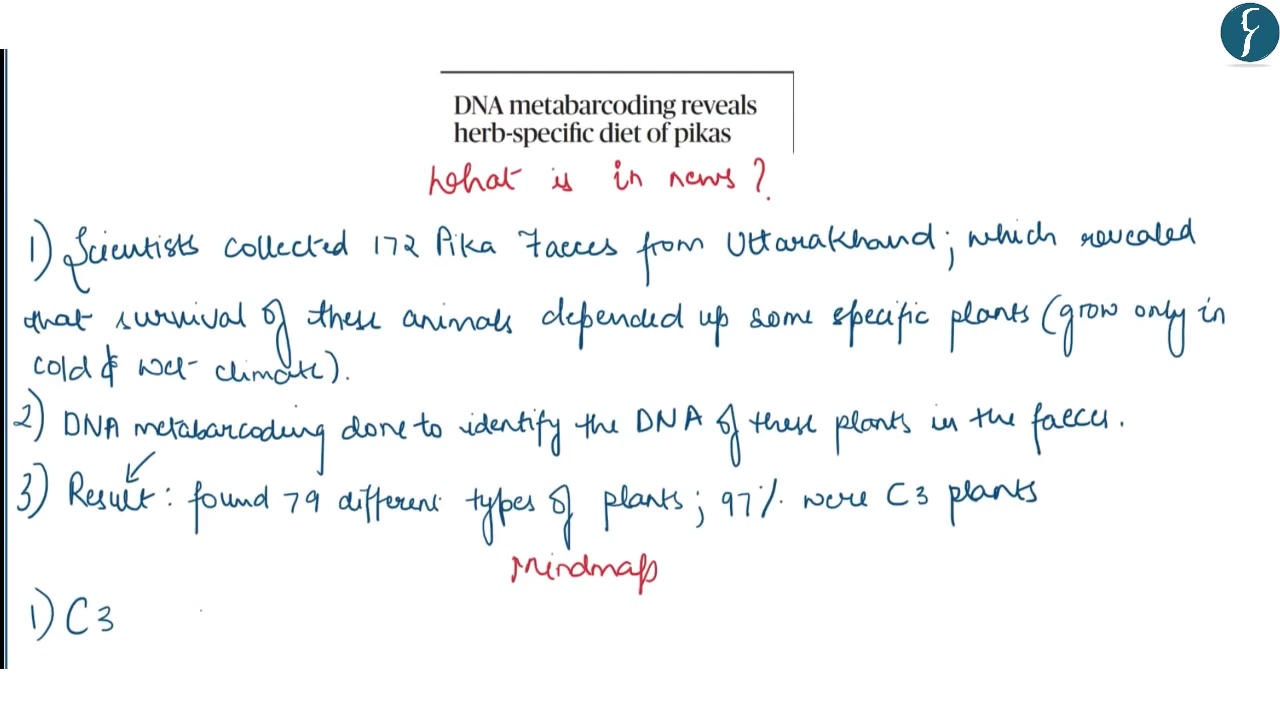 DNA metabarcoding reveals
herb-specific diet of pikas
What is in news?
1) Scientists collected 172 Pika Faeces from Uttarakhand; which revealed
that survival of these animals depended up some specific plants (grow only in
cold & wet climate).
2) DNA metabarcoding done to identify the DNA of these plants in the faeces.
3) Result: found 79 different types of plants; 97% were C3 plants
Mindmap
1) C3